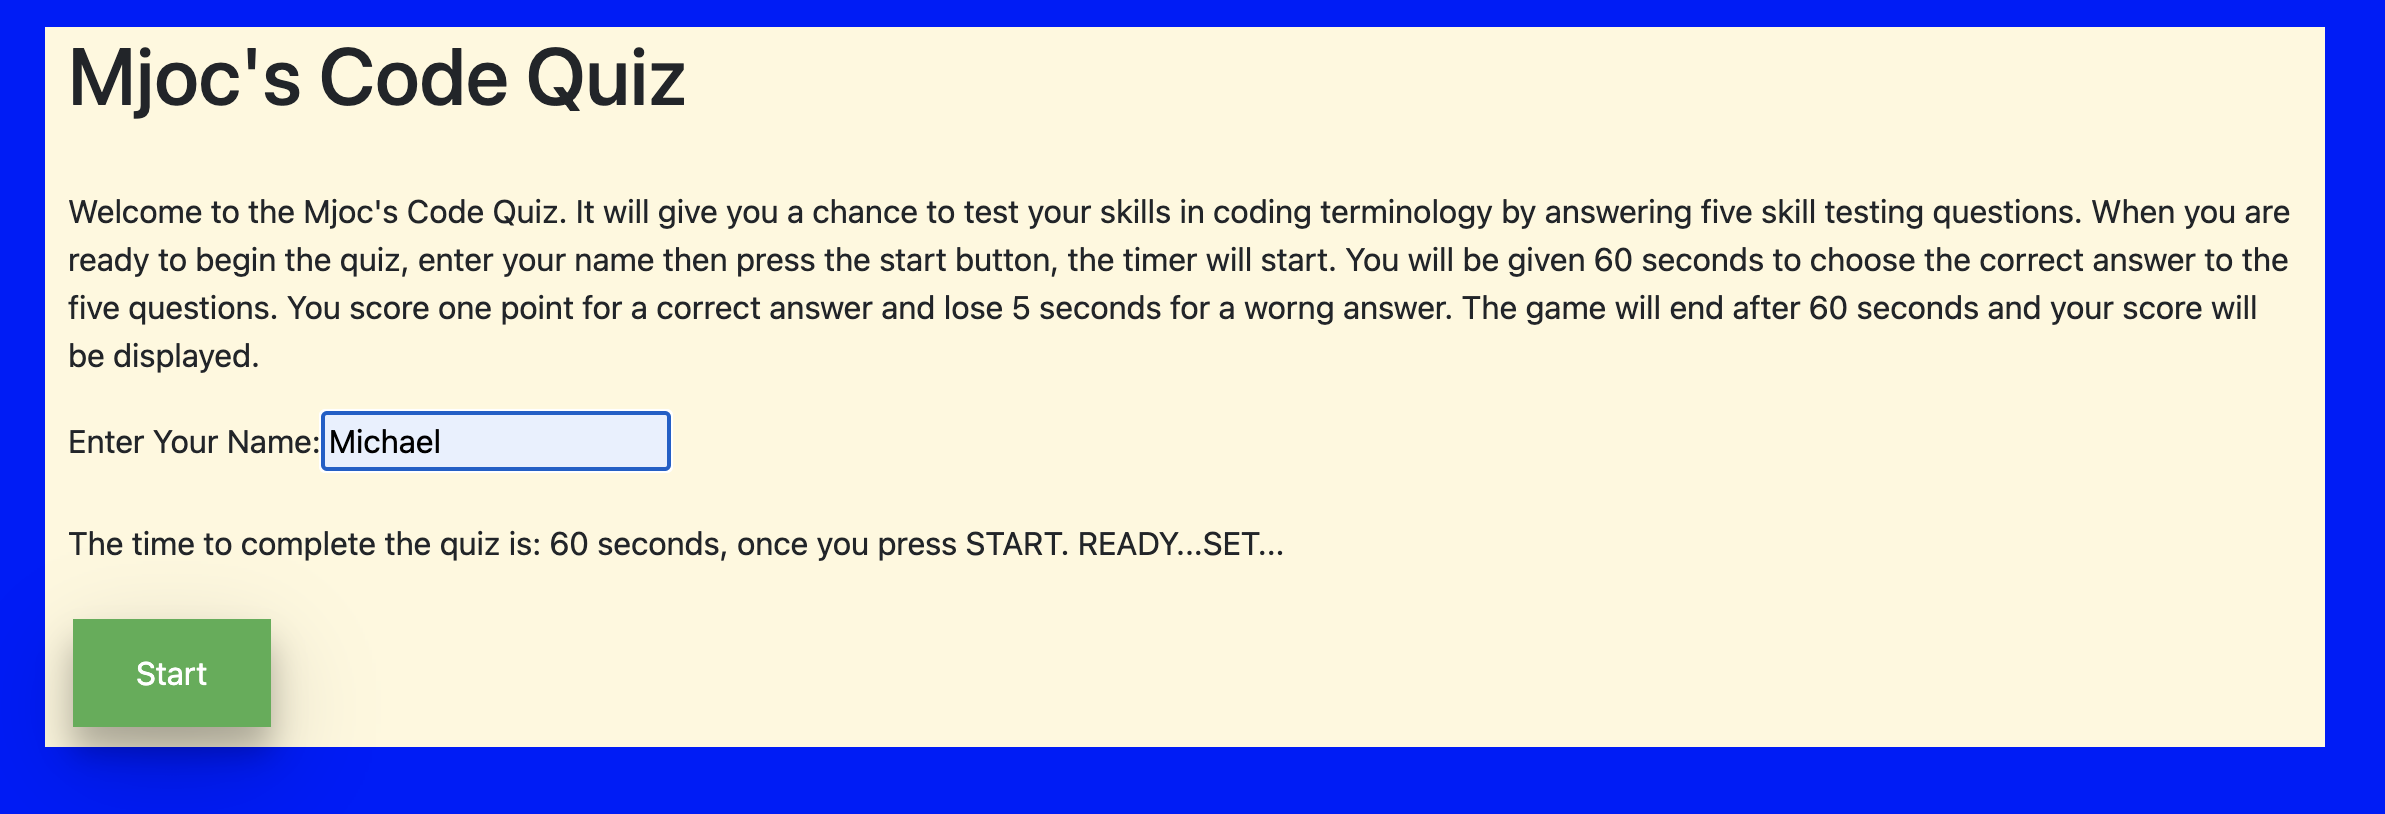 Mjoc's Code Quiz
Welcome to the Mjoc's Code Quiz. It will give you a chance to test your skills in coding terminology by answering five skill testing questions. When you are
ready to begin the quiz, enter your name then press the start button, the timer will start. You will be given 60 seconds to choose the correct answer to the
five questions. You score one point for a correct answer and lose 5 seconds for a worng answer. The game will end after 60 seconds and your score will
be displayed.
Enter Your Name: Michael
The time to complete the quiz is: 60 seconds, once you press START. READY...SET...
Start